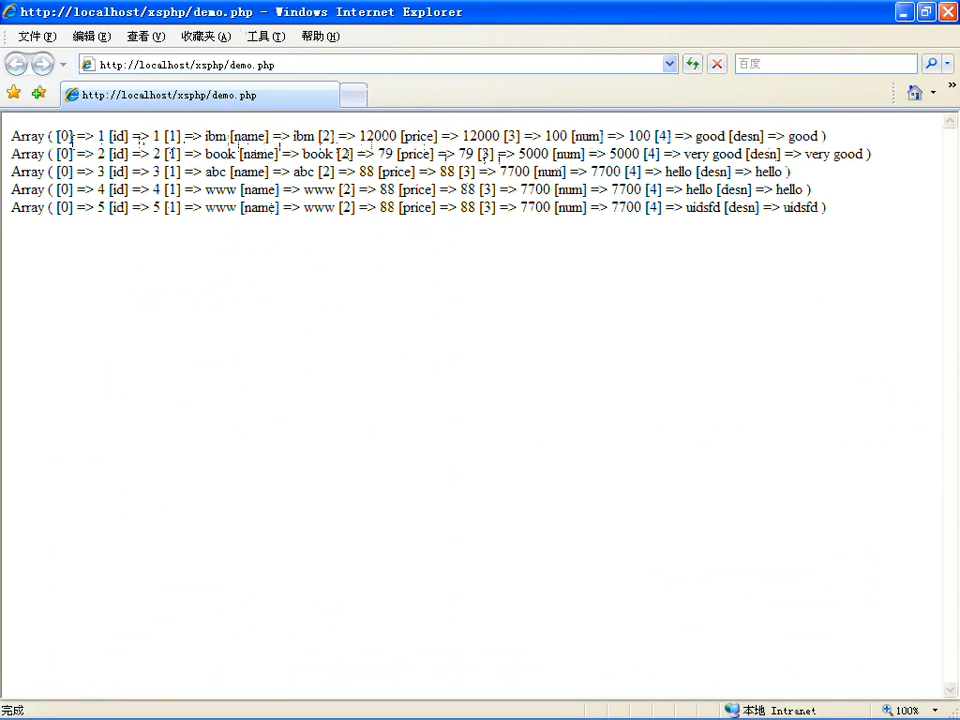 http://localhost/xsphp/demo.php - Windows Internet Explorer
文件(F) 编辑(E) 查看(V) 收藏夹(A) 工具(T) 帮助(H)
http://localhost/xsphp/demo.php 百度
http://localhost/xsphp/demo.php
Array ( [0] => 1 [id] => 1 [1] => ibm [name] => ibm [2] => 12000 [price] => 12000 [3] => 100 [num] => 100 [4] => good [desn] => good )
Array ( [0] => 2 [id] => 2 [1] => book [name] => book [2] => 79 [price] => 79 [3] => 5000 [num] => 5000 [4] => very good [desn] => very good )
Array ( [0] => 3 [id] => 3 [1] => abc [name] => abc [2] => 88 [price] => 88 [3] => 7700 [num] => 7700 [4] => hello [desn] => hello )
Array ( [0] => 4 [id] => 4 [1] => www [name] => www [2] => 88 [price] => 88 [3] => 7700 [num] => 7700 [4] => hello [desn] => hello )
Array ( [0] => 5 [id] => 5 [1] => www [name] => www [2] => 88 [price] => 88 [3] => 7700 [num] => 7700 [4] => uidsfd [desn] => uidsfd )
完成 本地 Intranet 100%